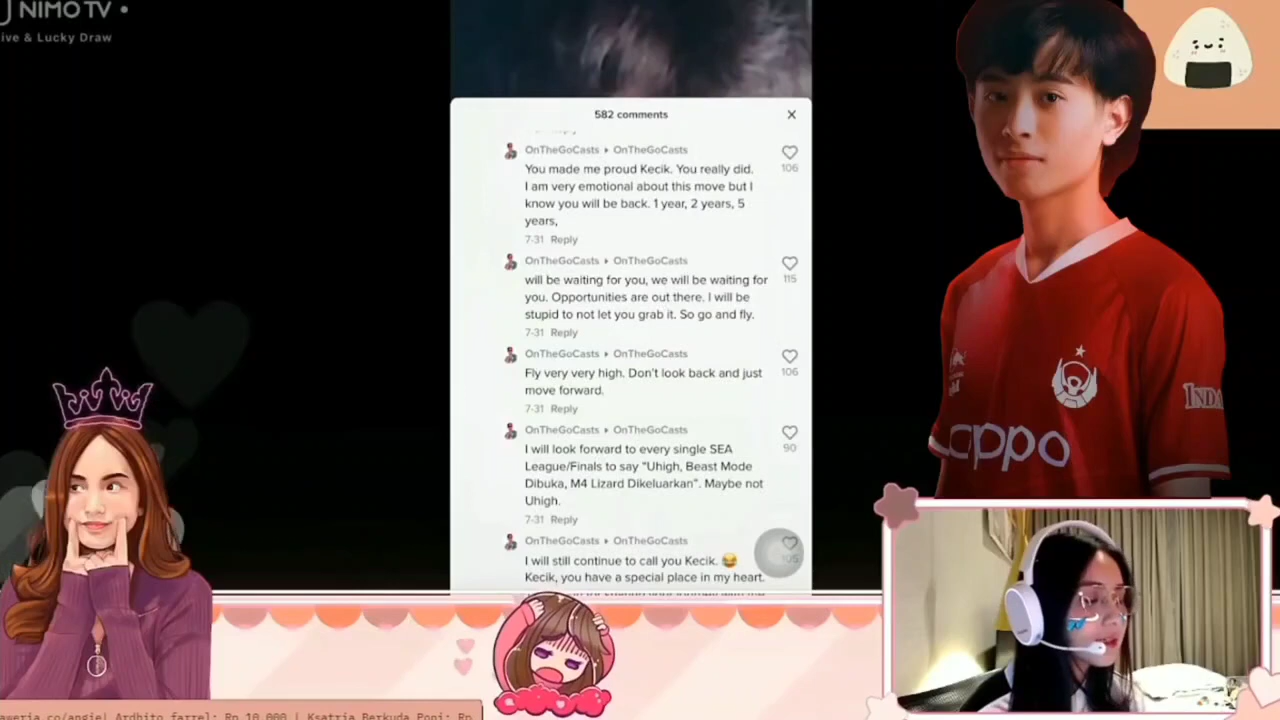 NIMO TV •
ive & Lucky Draw
582 comments
Reply
OnTheGoCasts ▸ OnTheGoCasts
You made me proud Kecik. You really did.
I am very emotional about this move but I
know you will be back. 1 year, 2 years, 5
years,
106
7-31 Reply
OnTheGoCasts ▸ OnTheGoCasts
will be waiting for you, we will be waiting for
you. Opportunities are out there. I will be
stupid to not let you grab it. So go and fly.
115
7-31 Reply
OnTheGoCasts ▸ OnTheGoCasts
Fly very very high. Don't look back and just
move forward.
106
7-31 Reply
OnTheGoCasts ▸ OnTheGoCasts
I will look forward to every single SEA
League/Finals to say "Uhigh, Beast Mode
Dibuka, M4 Lizard Dikeluarkan". Maybe not
Uhigh.
90
7-31 Reply
OnTheGoCasts ▸ OnTheGoCasts
I will still continue to call you Kecik. 😂
Kecik, you have a special place in my heart.
105
INDA
oppo
aweria.co/angie| Ardhito farrel: Rp 10.000 | Ksatria Berkuda Poni: Rp